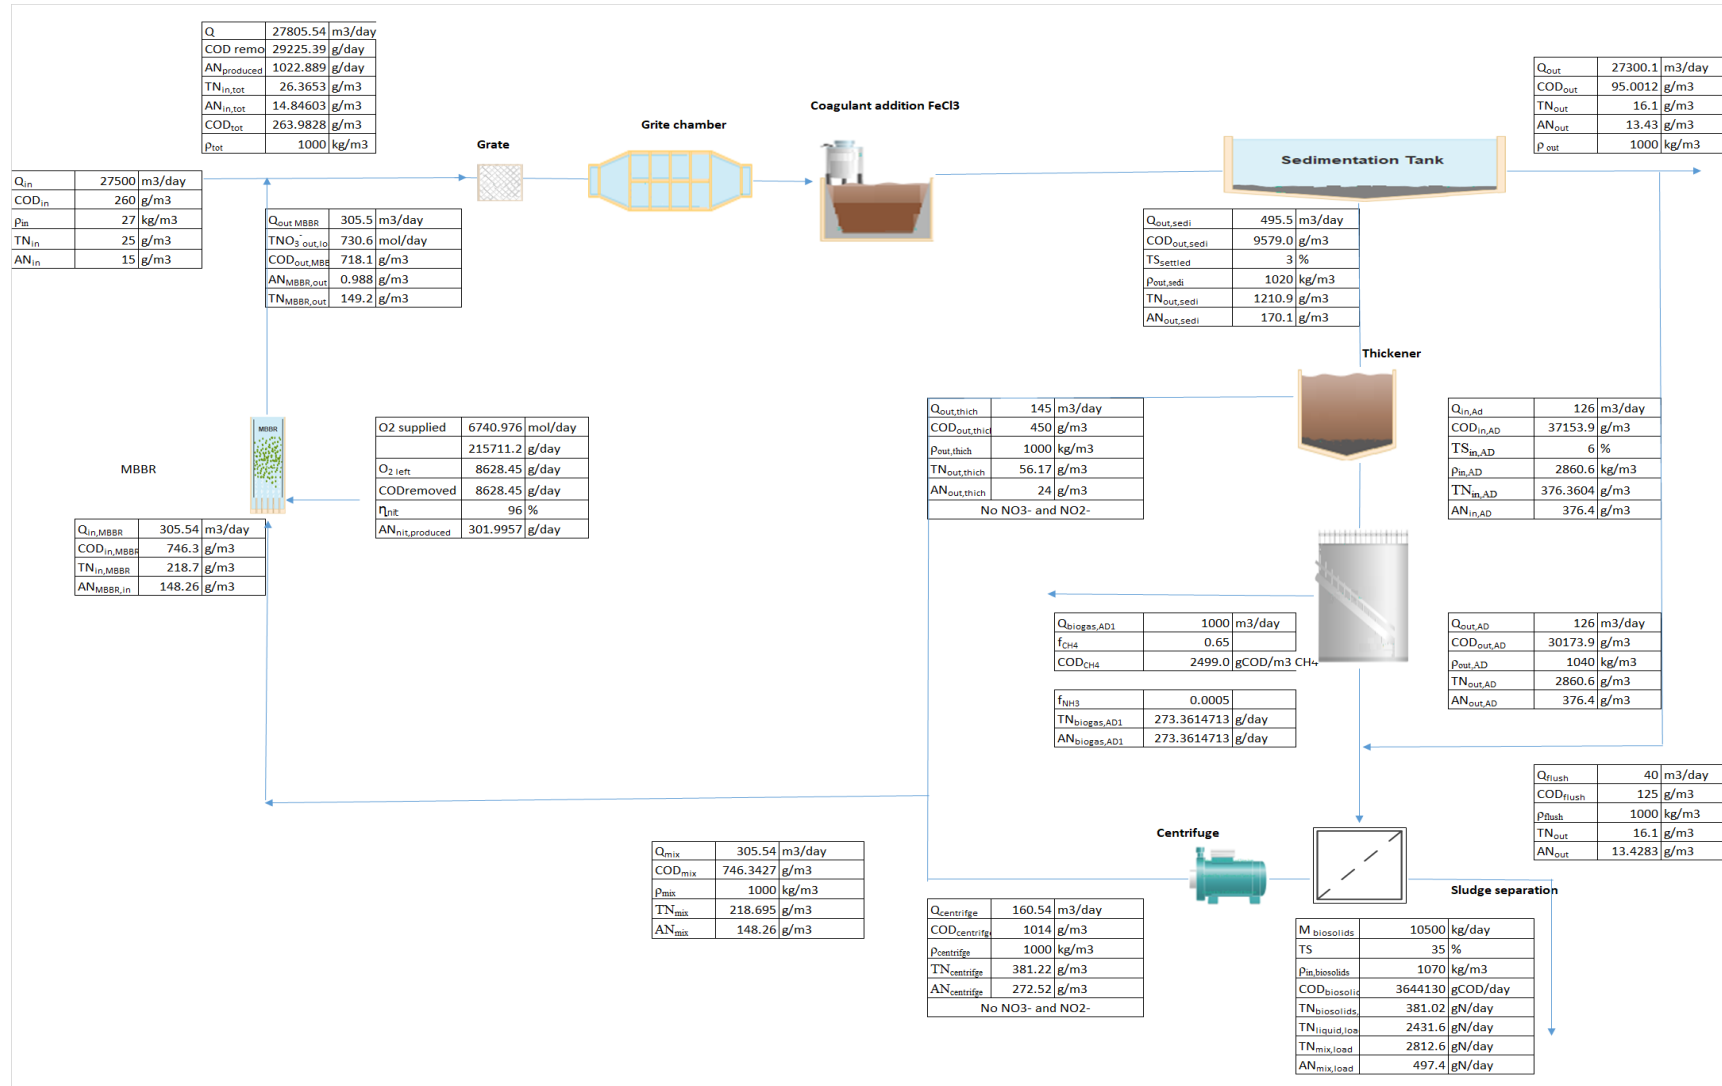 Q 27805.54 m3/day
COD remo 29225.39 g/day
ANproduced 1022.889 g/day
TNin,tot 26.3653 g/m3
ANin,tot 14.84603 g/m3
CODtot 263.9828 g/m3
ρtot 1000 kg/m3
Qin 27500 m3/day
CODin 260 g/m3
ρin 27 kg/m3
TNin 25 g/m3
ANin 15 g/m3
Qout MBBR 305.5 m3/day
TNO3-out,lo 730.6 mol/day
CODout,MBB 718.1 g/m3
ANMBBR,out 0.988 g/m3
TNMBBR,out 149.2 g/m3
Grate
Grite chamber
Coagulant addition FeCl3
Sedimentation Tank
Qout 27300.1 m3/day
CODout 95.0012 g/m3
TNout 16.1 g/m3
ANout 13.43 g/m3
ρ out 1000 kg/m3
Qout,sedi 495.5 m3/day
CODout,sedi 9579.0 g/m3
TSsettled 3 %
ρout,sedi 1020 kg/m3
TNout,sedi 1210.9 g/m3
ANout,sedi 170.1 g/m3
Thickener
Qout,thich 145 m3/day
CODout,thicl 450 g/m3
ρout,thich 1000 kg/m3
TNout,thich 56.17 g/m3
ANout,thich 24 g/m3
No NO3- and NO2-
Qin,Ad 126 m3/day
CODin,AD 37153.9 g/m3
TSin,AD 6 %
ρin,AD 2860.6 kg/m3
TNin,AD 376.3604 g/m3
ANin,AD 376.4 g/m3
MBBR
MBBR
O2 supplied 6740.976 mol/day
215711.2 g/day
O2 left 8628.45 g/day
CODremoved 8628.45 g/day
ηnit 96 %
ANnit,produced 301.9957 g/day
Qin,MBBR 305.54 m3/day
CODin,MBBR 746.3 g/m3
TNin,MBBR 218.7 g/m3
ANMBBR,in 148.26 g/m3
Qbiogas,AD1 1000 m3/day
fCH4 0.65
CODCH4 2499.0 gCOD/m3 CH4
fNH3 0.0005
TNbiogas,AD1 273.3614713 g/day
ANbiogas,AD1 273.3614713 g/day
Qout,AD 126 m3/day
CODout,AD 30173.9 g/m3
ρout,AD 1040 kg/m3
TNout,AD 2860.6 g/m3
ANout,AD 376.4 g/m3
Qflush 40 m3/day
CODflush 125 g/m3
ρflush 1000 kg/m3
TNout 16.1 g/m3
ANout 13.4283 g/m3
Qmix 305.54 m3/day
CODmix 746.3427 g/m3
ρmix 1000 kg/m3
TNmix 218.695 g/m3
ANmix 148.26 g/m3
Centrifuge
Sludge separation
Qcentrifge 160.54 m3/day
CODcentrifg 1014 g/m3
ρcentrifge 1000 kg/m3
TNcentrifge 381.22 g/m3
ANcentrifge 272.52 g/m3
No NO3- and NO2-
M biosolids 10500 kg/day
TS 35 %
ρin,biosolids 1070 kg/m3
CODbiosolid 3644130 gCOD/day
TNbiosolids, 381.02 gN/day
TNliquid,loa 2431.6 gN/day
TNmix,load 2812.6 gN/day
ANmix,load 497.4 gN/day